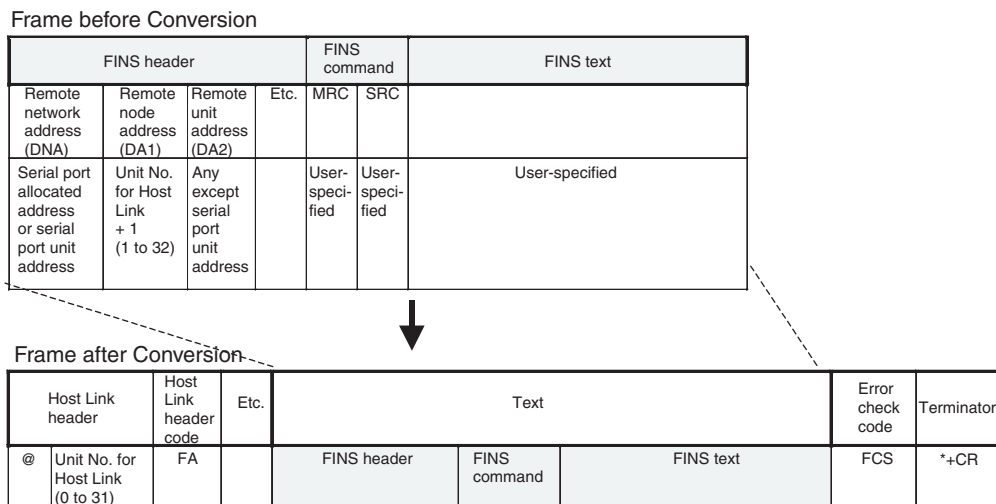 Frame before Conversion
FINS header
FINS
command
FINS text
Remote
network
address
(DNA)
Remote
node
address
(DA1)
Remote
unit
address
(DA2)
Etc.
MRC
SRC
Serial port
allocated
address
or serial
port unit
address
Unit No.
for Host
Link
+ 1
(1 to 32)
Any
except
serial
port
unit
address
User-
speci-
fied
User-
speci-
fied
User-specified
Frame after Conversion
Host Link
header
Host
Link
header
code
Etc.
Text
Error
check
code
Terminator
@
Unit No. for
Host Link
(0 to 31)
FA
FINS header
FINS
command
FINS text
FCS
*+CR